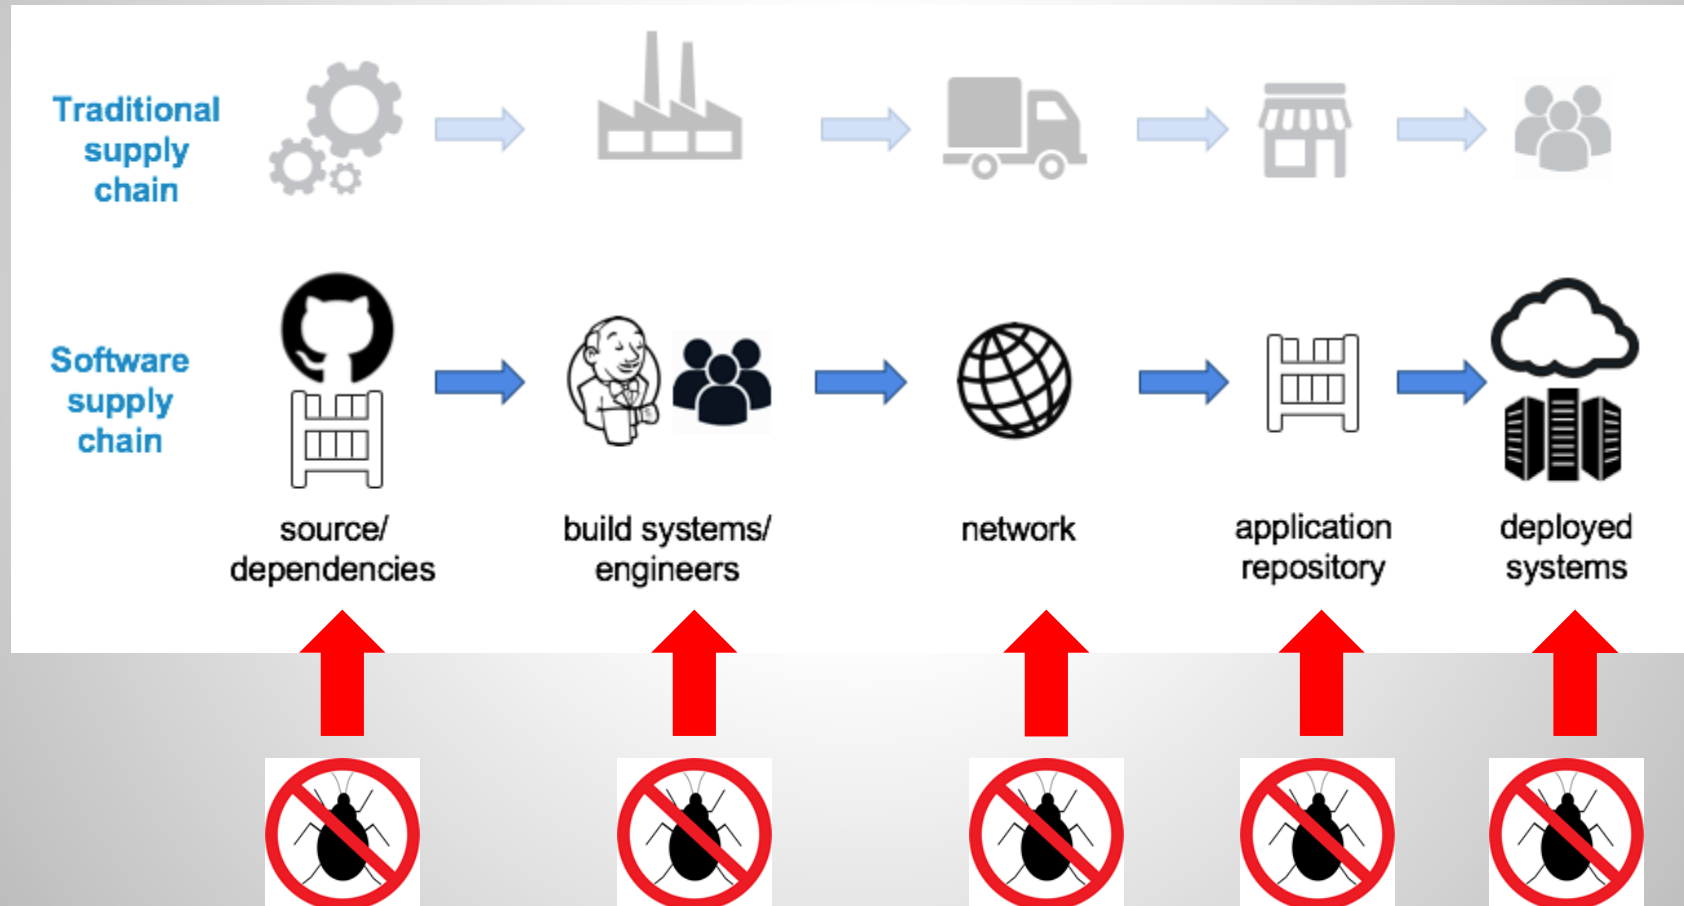 Traditional
supply
chain
Software
supply
chain
source/
dependencies
build systems/
engineers
network
application
repository
deployed
systems